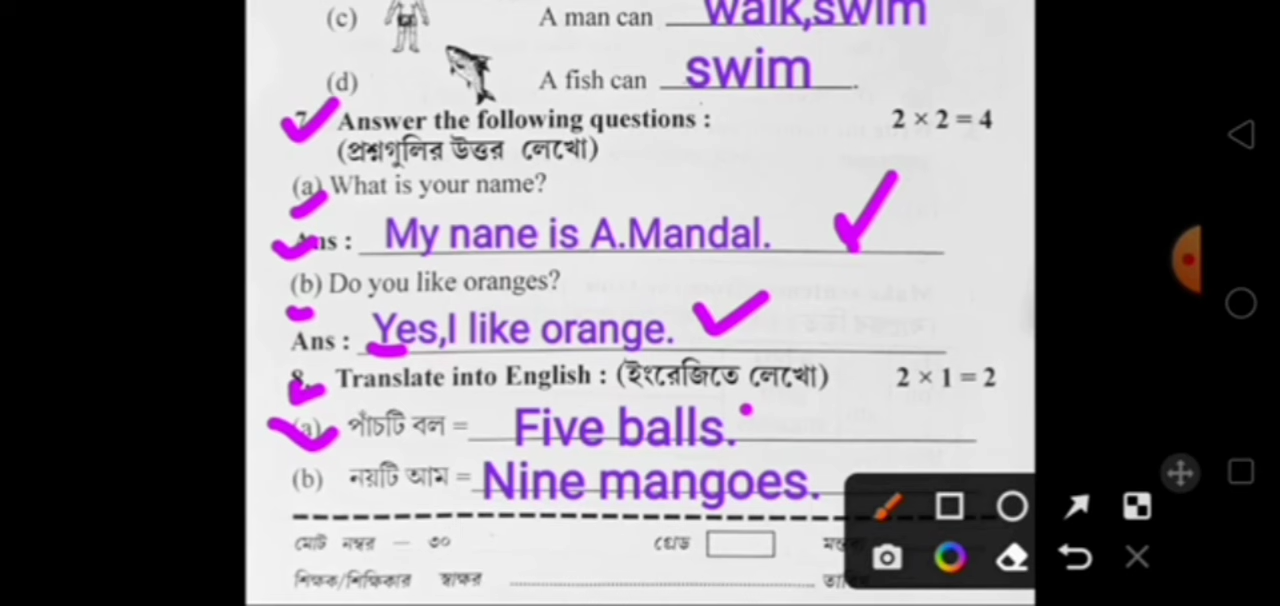 (c) A man can walk,swim
(d) A fish can swim.
7. Answer the following questions : 2 × 2 = 4
(প্রশ্নগুলির উত্তর লেখো)
(a) What is your name?
Ans : My nane is A.Mandal.
(b) Do you like oranges?
Ans : Yes,I like orange.
8. Translate into English : (ইংরেজিতে লেখো) 2 × 1 = 2
(a) পাঁচটি বল = Five balls.
(b) নয়টি আম = Nine mangoes.
মোট নম্বর — ৩০ গ্রেড
শিক্ষক/শিক্ষিকার স্বাক্ষর